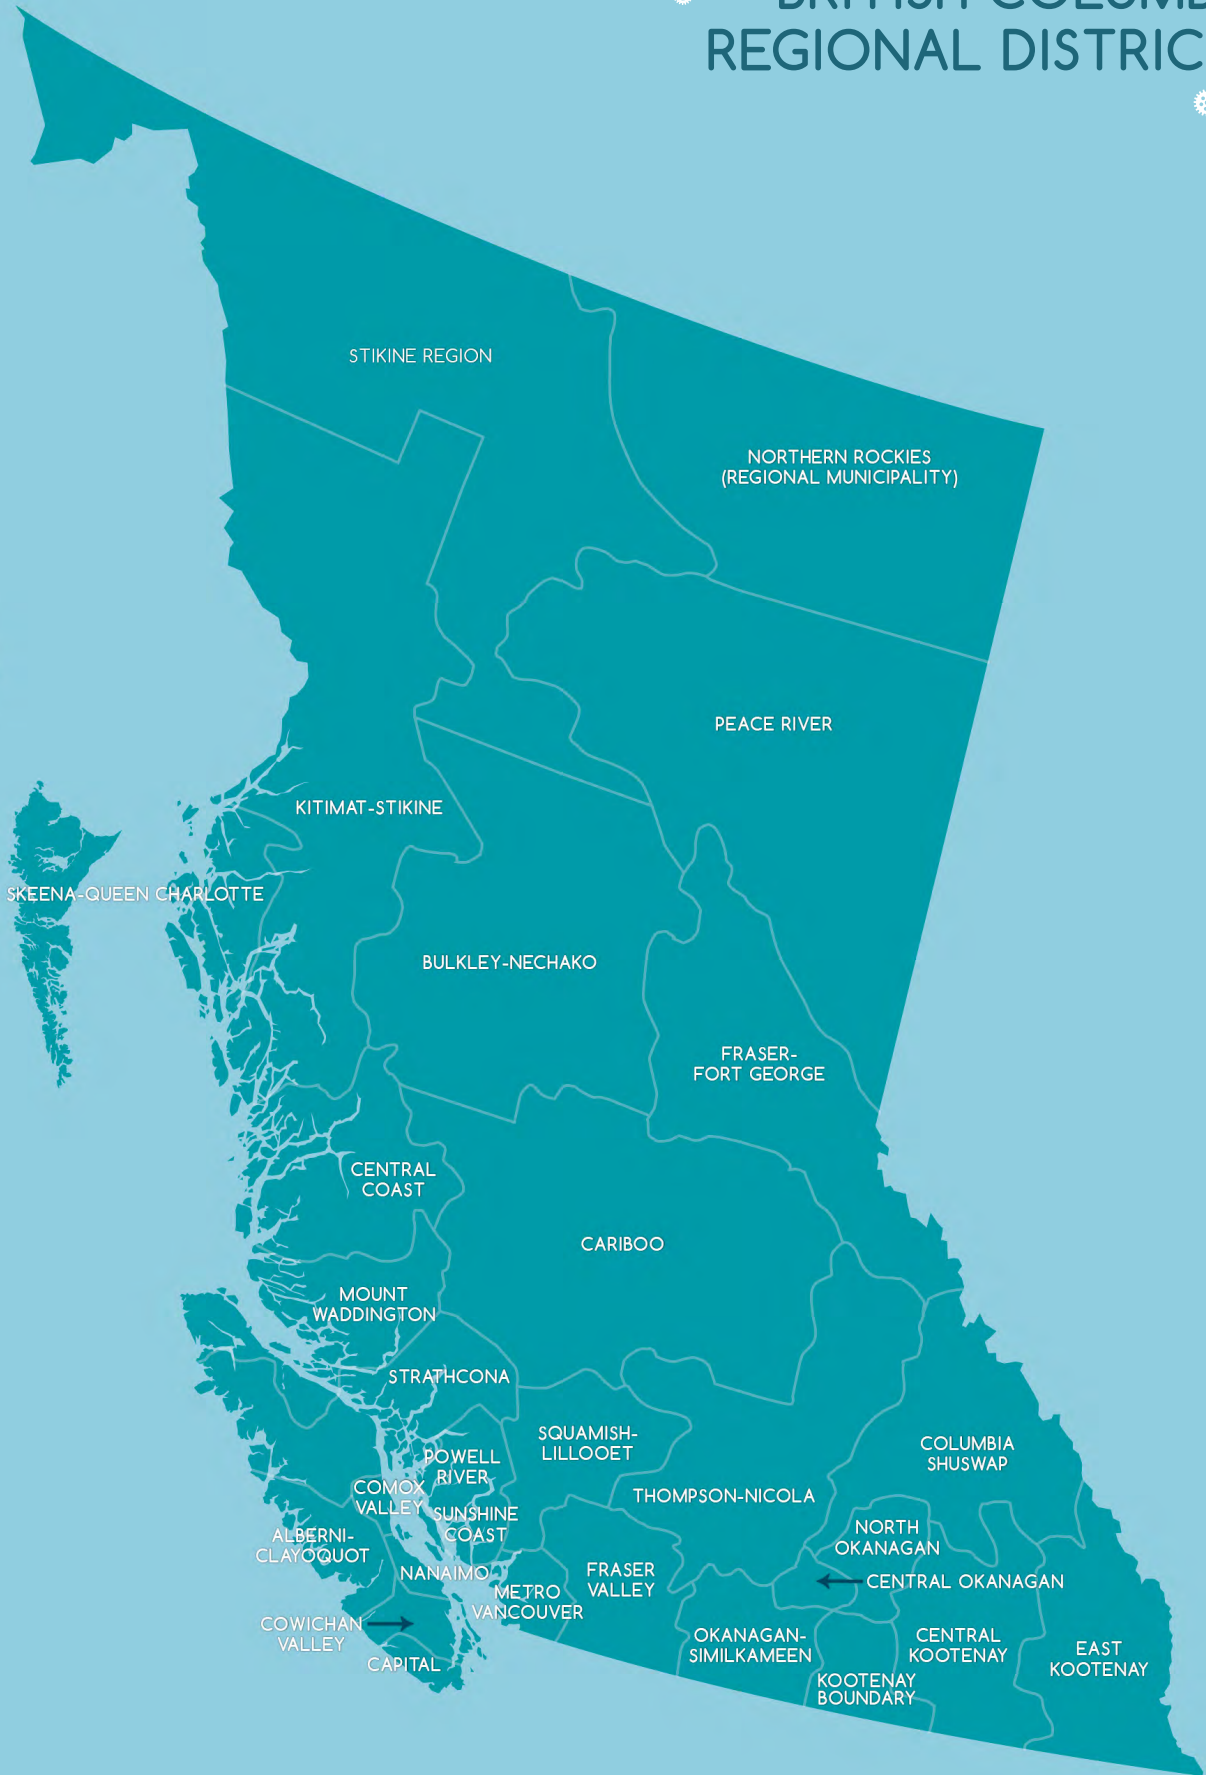 REGIONAL DISTRIC
STIKINE REGION
NORTHERN ROCKIES
(REGIONAL MUNICIPALITY)
PEACE RIVER
KITIMAT-STIKINE
SKEENA-QUEEN CHARLOTTE
BULKLEY-NECHAKO
FRASER-
FORT GEORGE
CENTRAL
COAST
CARIBOO
MOUNT
WADDINGTON
STRATHCONA
SQUAMISH-
LILLOOET
COLUMBIA
SHUSWAP
POWELL
RIVER
COMOX
VALLEY
THOMPSON-NICOLA
SUNSHINE
COAST
NORTH
OKANAGAN
ALBERNI-
CLAYOQUOT
NANAIMO
FRASER
VALLEY
CENTRAL OKANAGAN
METRO
VANCOUVER
COWICHAN
VALLEY
OKANAGAN-
SIMILKAMEEN
CENTRAL
KOOTENAY
EAST
KOOTENAY
CAPITAL
KOOTENAY
BOUNDARY